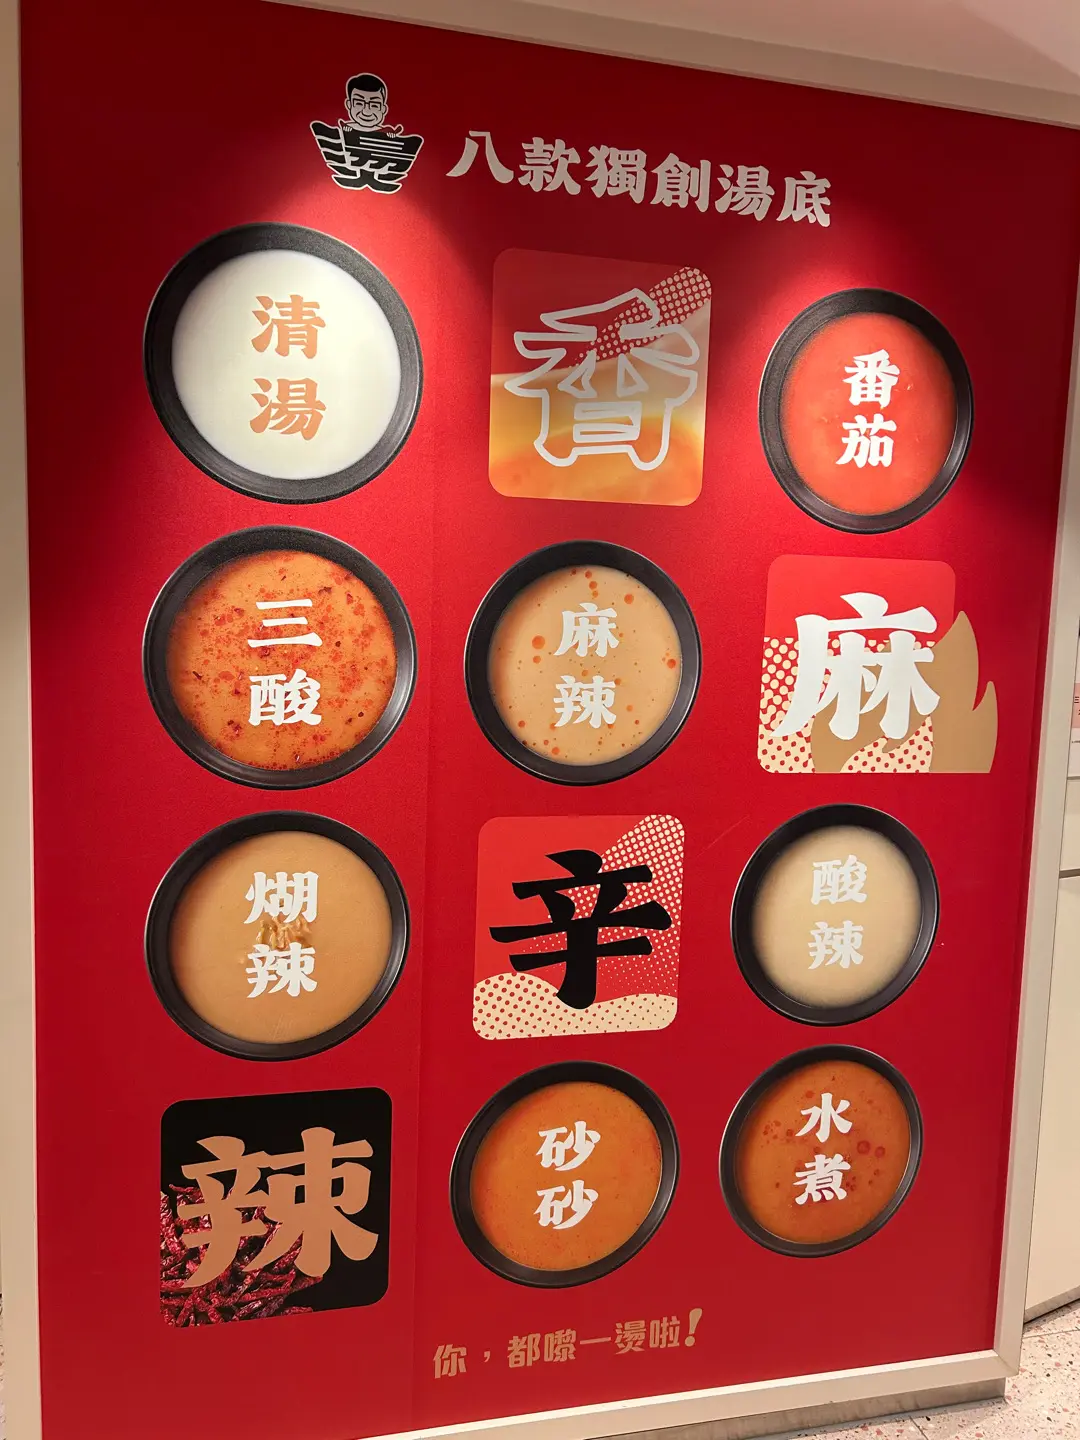 燙
八款獨創湯底
清湯
香
番茄
三酸
麻辣
麻
煳辣
辛
酸辣
辣
砂砂
水煮
你，都嚟一燙啦！